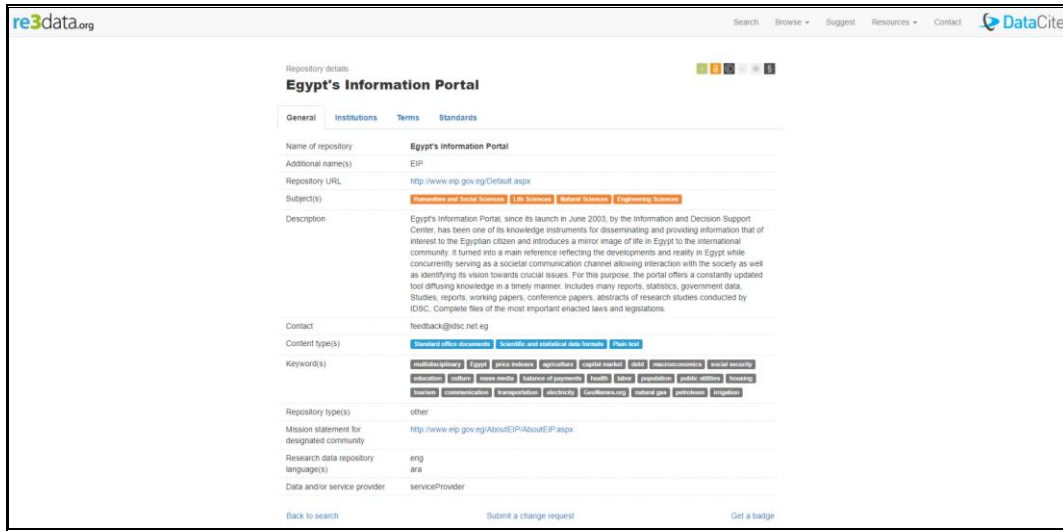 re3data.org
Search Browse Suggest Resources Contact DataCite
Repository details
Egypt's Information Portal
General Institutions Terms Standards
Name of repository Egypt's Information Portal
Additional name(s) EIP
Repository URL http://www.eip.gov.eg/Default.aspx
Subject(s) Humanities and Social Sciences Life Sciences Natural Sciences Engineering Sciences
Description Egypt's Information Portal, since its launch in June 2003, by the Information and Decision Support
Center, has been one of its knowledge instruments for disseminating and providing information that of
interest to the Egyptian citizen and introduces a mirror image of life in Egypt to the international
community. It turned into a main reference reflecting the developments and reality in Egypt while
concurrently serving as a societal communication channel allowing interaction with the society as well
as identifying its vision towards crucial issues. For this purpose, the portal offers a constantly updated
tool diffusing knowledge in a timely manner. Includes many reports, statistics, government data,
Studies, reports, working papers, conference papers, abstracts of research studies conducted by
IDSC, Complete files of the most important enacted laws and legislations.
Contact feedback@idsc.net.eg
Content type(s) Standard office documents Scientific and statistical data formats Plain text
Keyword(s) multidisciplinary Egypt price indexes agriculture capital market debt macroeconomics social security
education culture mass media balance of payments health labor population public utilities housing
tourism communication transportation electricity GeoNames.org natural gas petroleum irrigation
Repository type(s) other
Mission statement for http://www.eip.gov.eg/AboutEIP/AboutEIP.aspx
designated community
Research data repository eng
language(s) ara
Data and/or service provider serviceProvider
Back to search Submit a change request Get a badge